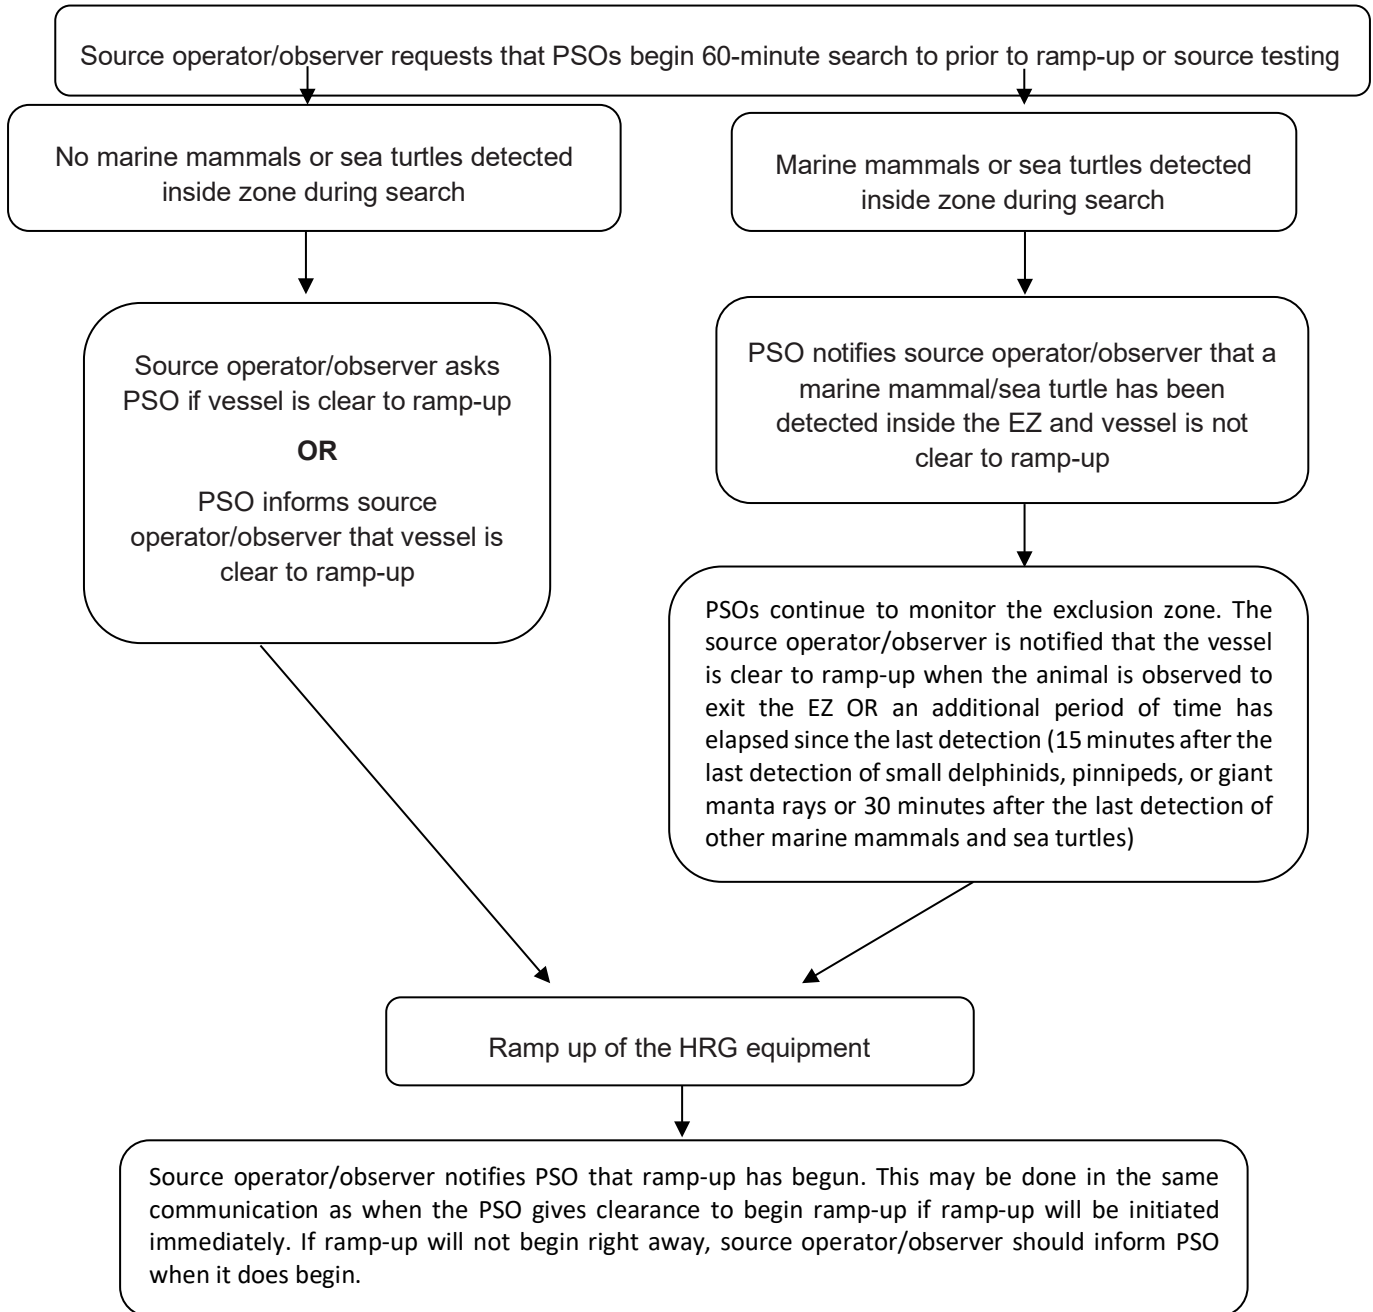 Source operator/observer requests that PSOs begin 60-minute search to prior to ramp-up or source testing
No marine mammals or sea turtles detected
inside zone during search
Marine mammals or sea turtles detected
inside zone during search
Source operator/observer asks
PSO if vessel is clear to ramp-up
OR
PSO informs source
operator/observer that vessel is
clear to ramp-up
PSO notifies source operator/observer that a
marine mammal/sea turtle has been
detected inside the EZ and vessel is not
clear to ramp-up
PSOs continue to monitor the exclusion zone. The
source operator/observer is notified that the vessel
is clear to ramp-up when the animal is observed to
exit the EZ OR an additional period of time has
elapsed since the last detection (15 minutes after the
last detection of small delphinids, pinnipeds, or giant
manta rays or 30 minutes after the last detection of
other marine mammals and sea turtles)
Ramp up of the HRG equipment
Source operator/observer notifies PSO that ramp-up has begun. This may be done in the same
communication as when the PSO gives clearance to begin ramp-up if ramp-up will be initiated
immediately. If ramp-up will not begin right away, source operator/observer should inform PSO
when it does begin.